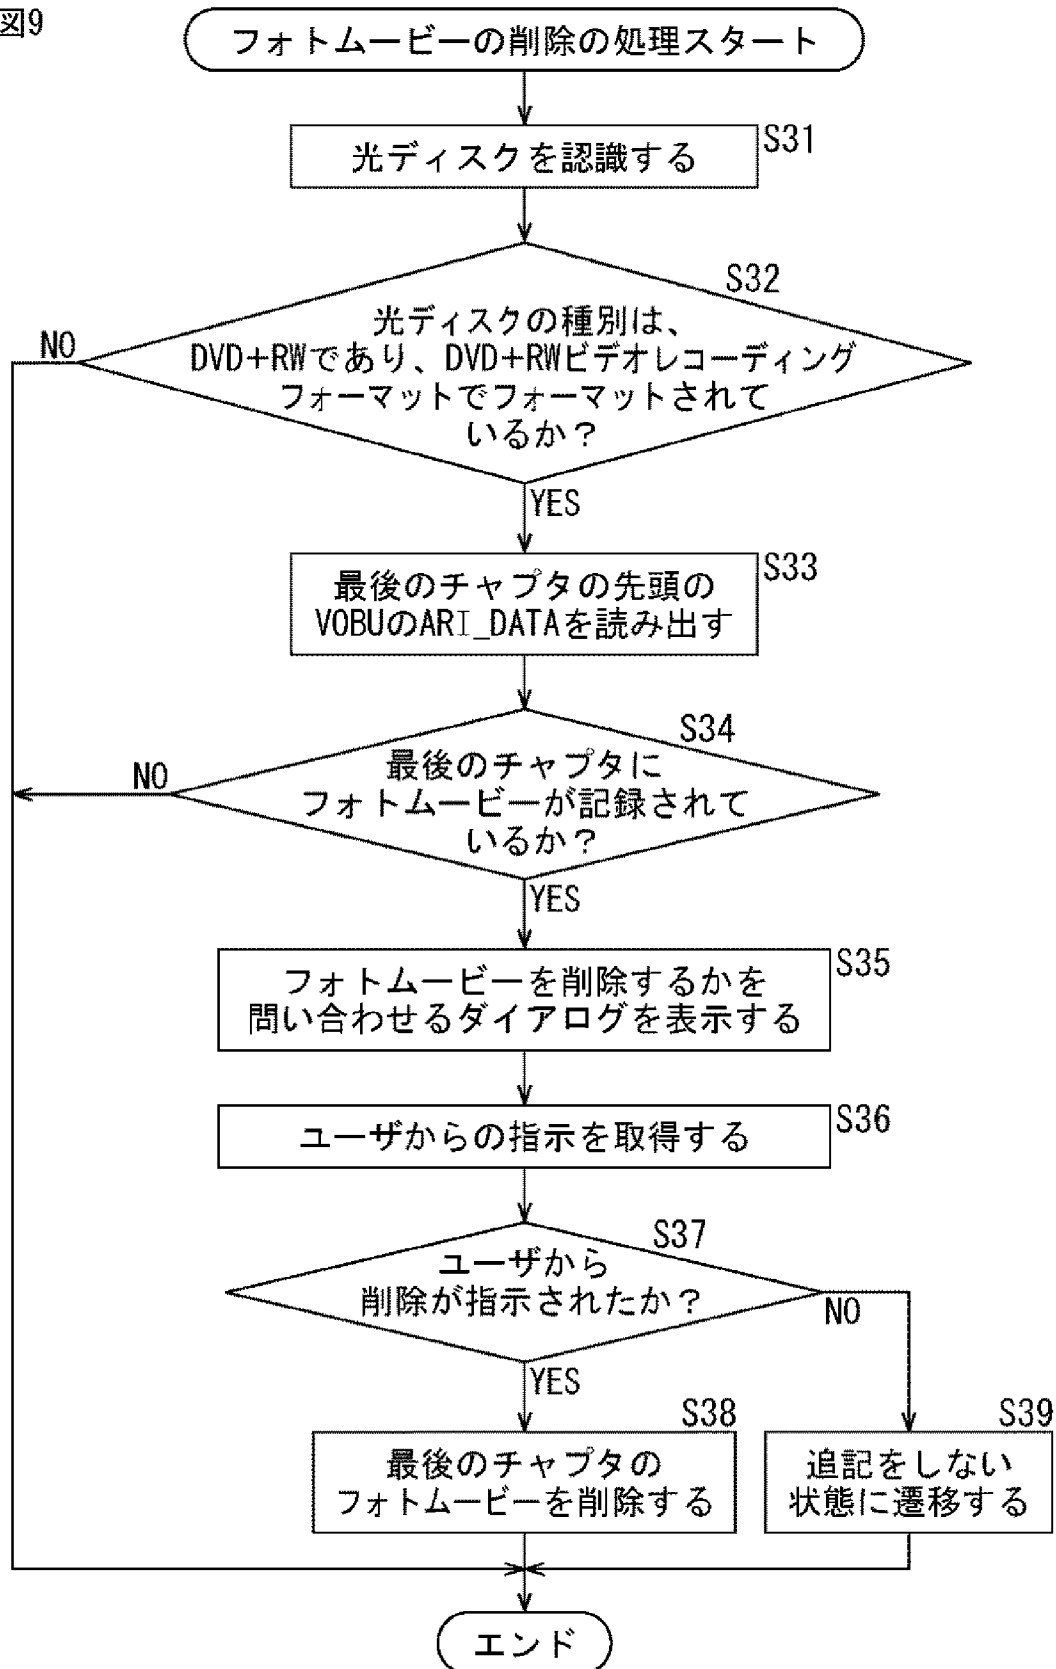 図9
フォトムービーの削除の処理スタート
S31
光ディスクを認識する
S32
光ディスクの種別は、
DVD+RWであり、DVD+RWビデオレコーディング
フォーマットでフォーマットされて
いるか？
NO
YES
S33
最後のチャプタの先頭の
VOBUのARI_DATAを読み出す
S34
最後のチャプタに
フォトムービーが記録されて
いるか？
NO
YES
S35
フォトムービーを削除するかを
問い合わせるダイアログを表示する
S36
ユーザからの指示を取得する
S37
ユーザから
削除が指示されたか？
NO
YES
S38
最後のチャプタの
フォトムービーを削除する
S39
追記をしない
状態に遷移する
エンド